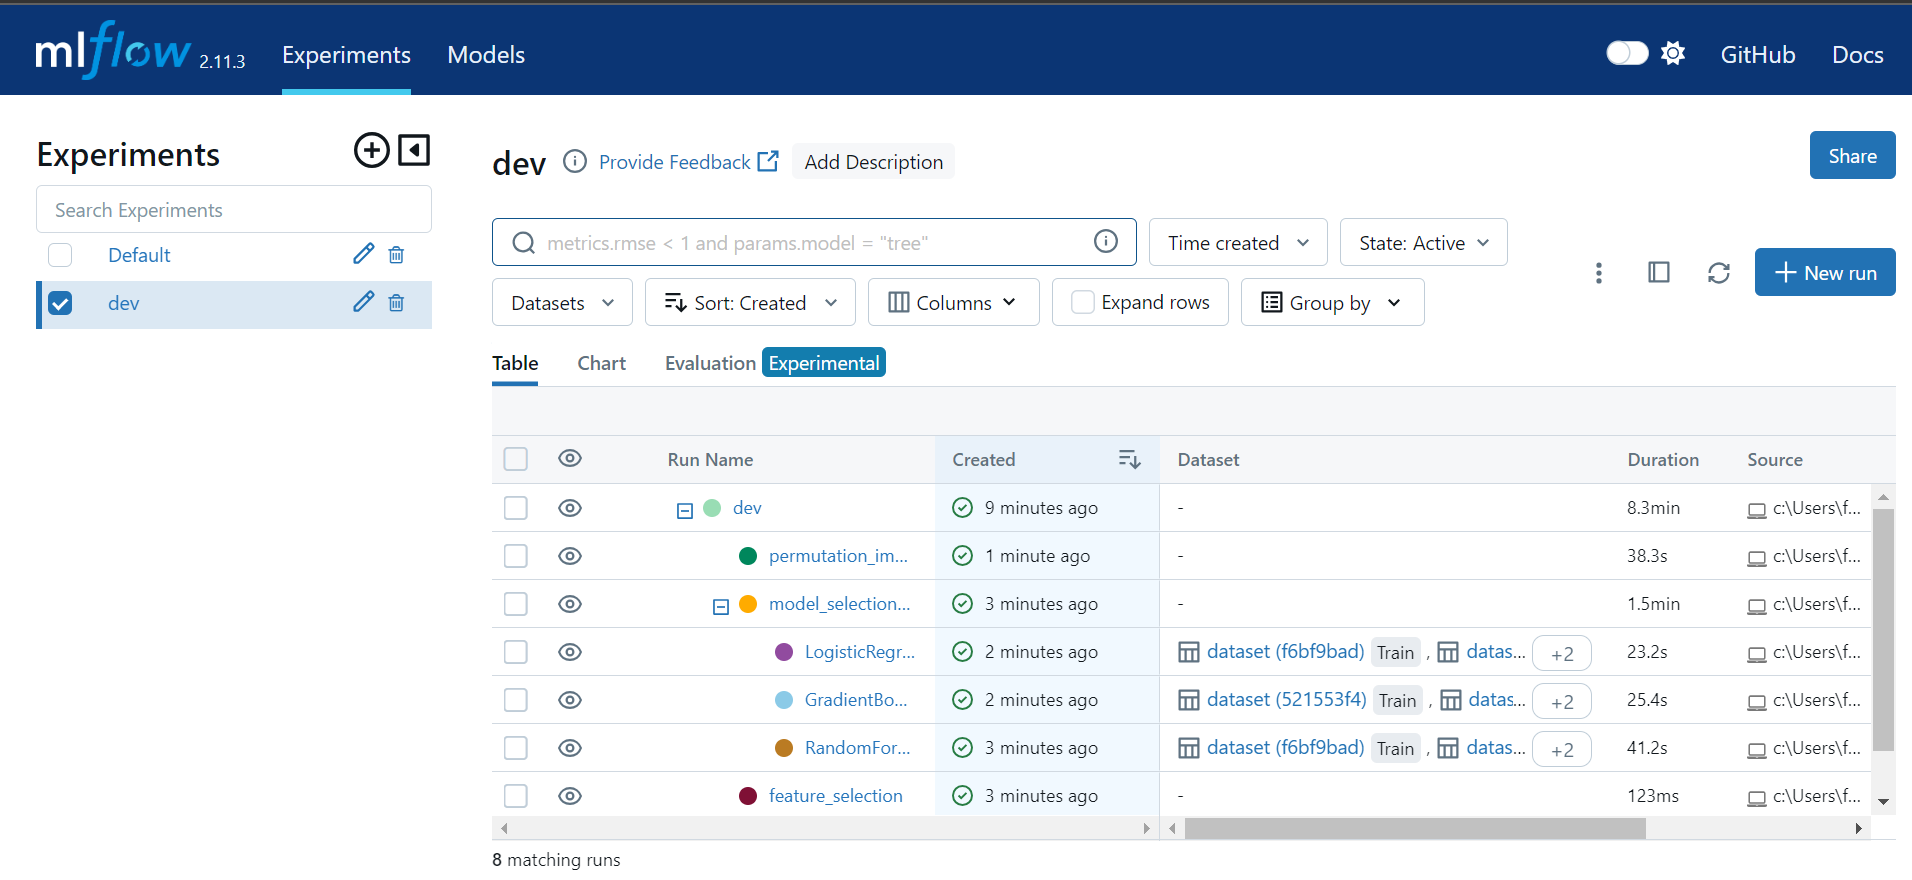 mlflow 2.11.3 Experiments Models GitHub Docs
Experiments
Search Experiments
Default
dev
dev Provide Feedback Add Description Share
metrics.rmse < 1 and params.model = "tree" Time created State: Active
Datasets Sort: Created Columns Expand rows Group by New run
Table Chart Evaluation Experimental
Run Name Created Dataset Duration Source
dev 9 minutes ago - 8.3min c:\Users\f...
permutation_im... 1 minute ago - 38.3s c:\Users\f...
model_selection... 3 minutes ago - 1.5min c:\Users\f...
LogisticRegr... 2 minutes ago dataset (f6bf9bad) Train , datas... +2 23.2s c:\Users\f...
GradientBo... 2 minutes ago dataset (521553f4) Train , datas... +2 25.4s c:\Users\f...
RandomFor... 3 minutes ago dataset (f6bf9bad) Train , datas... +2 41.2s c:\Users\f...
feature_selection 3 minutes ago - 123ms c:\Users\f...
8 matching runs